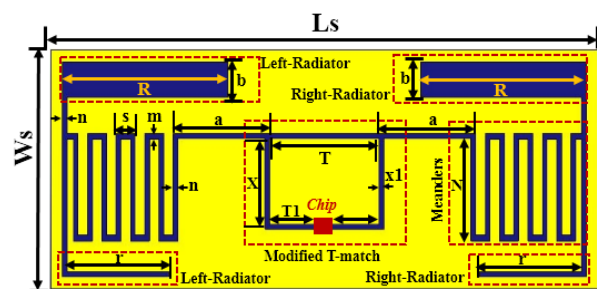 Ls
Left-Radiator
b
R
b
R
Right-Radiator
Ws
n
s
m
a
a
T
x1
X
n
N
Meanders
Chip
T1
Modified T-match
r
Left-Radiator
Right-Radiator
r